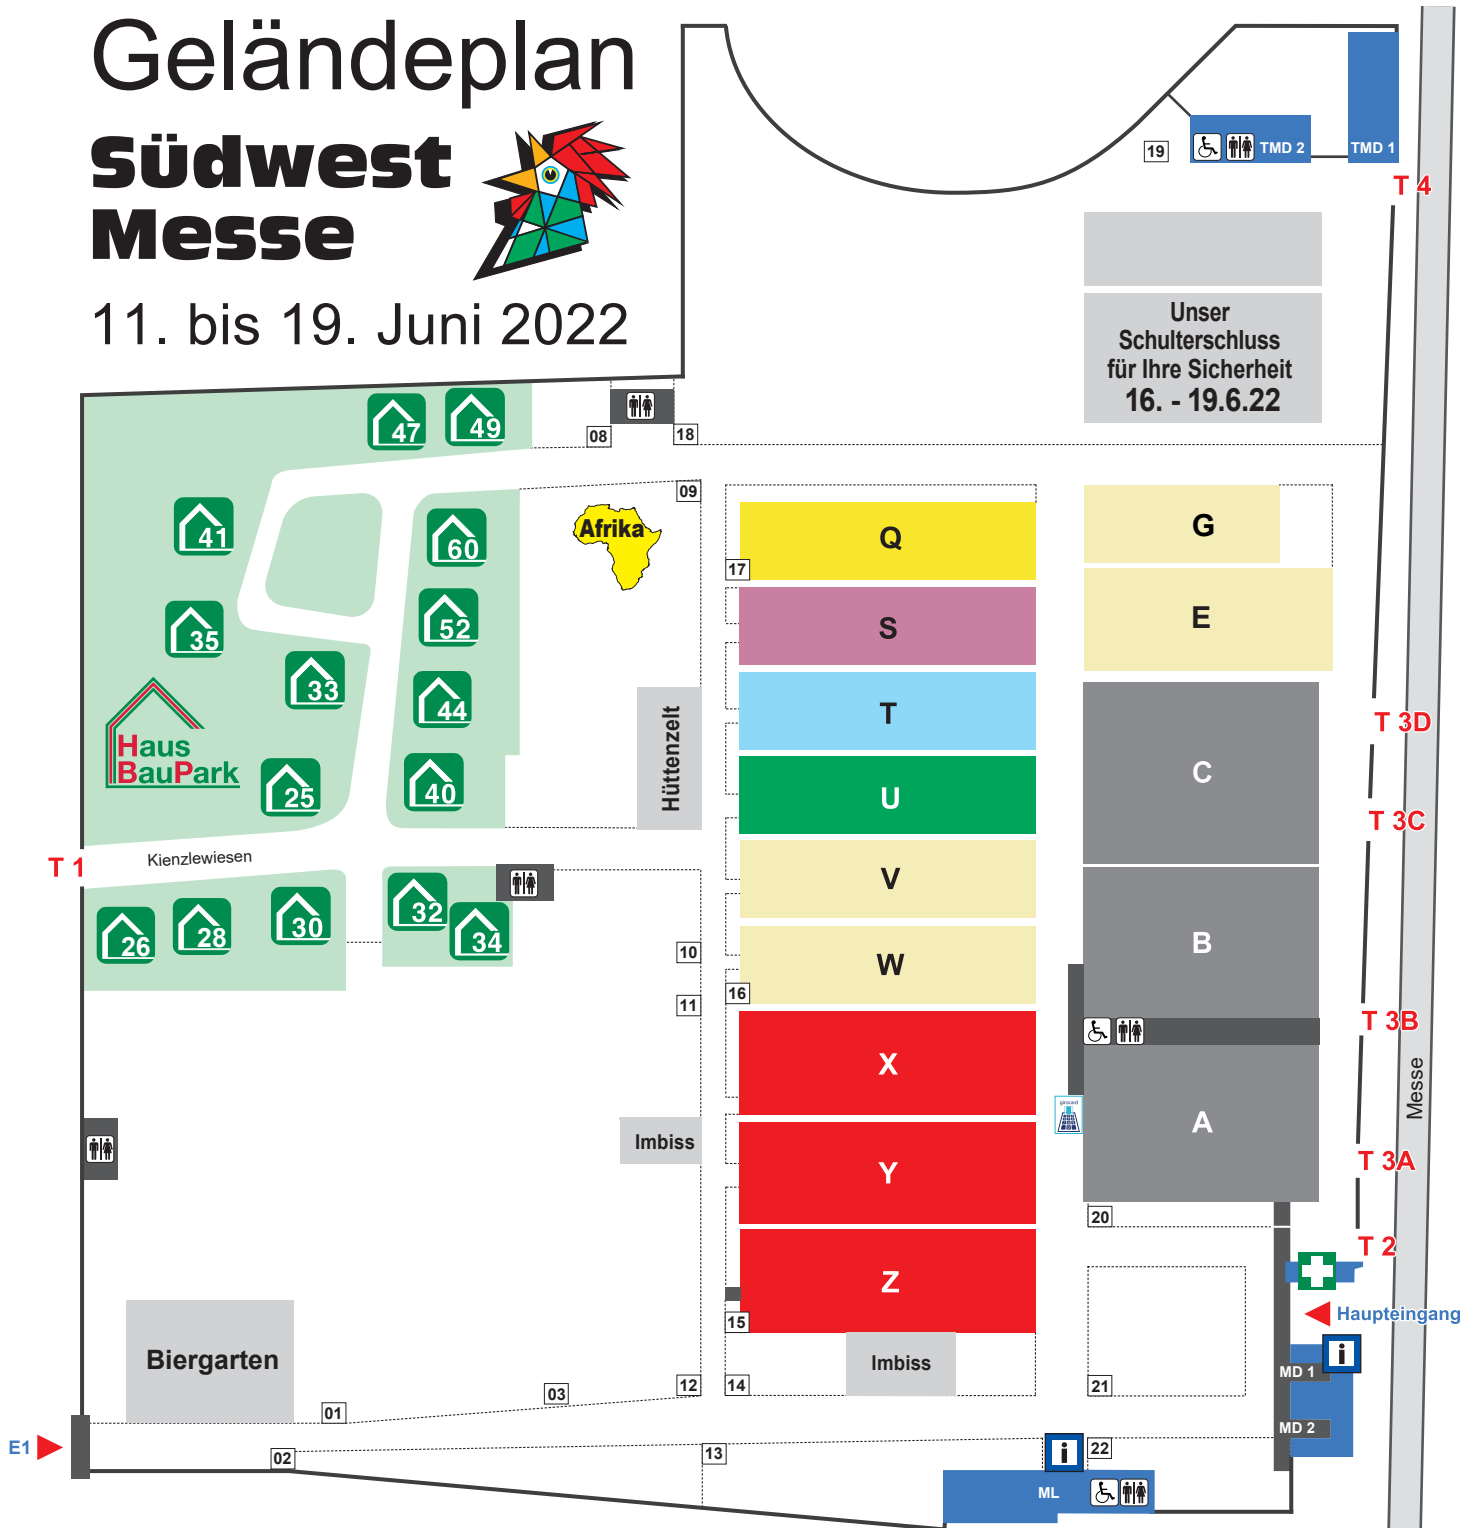 Geländeplan
Südwest
Messe
11. bis 19. Juni 2022
19
TMD 2
TMD 1
T 4
Unser
Schulterschluss
für Ihre Sicherheit
16. - 19.6.22
47
49
08
18
09
41
60
Afrika
Q
17
G
35
52
S
E
33
44
Hüttenzelt
T
T 3D
Haus
BauPark
25
40
U
C
T 3C
T 1
Kienzlewiesen
V
26
28
30
32
34
10
11
W
16
B
T 3B
X
girocard
A
Messe
Imbiss
Y
T 3A
20
T 2
Z
15
Haupteingang
Biergarten
Imbiss
MD 1
01
03
12
14
21
MD 2
E1
02
13
22
ML